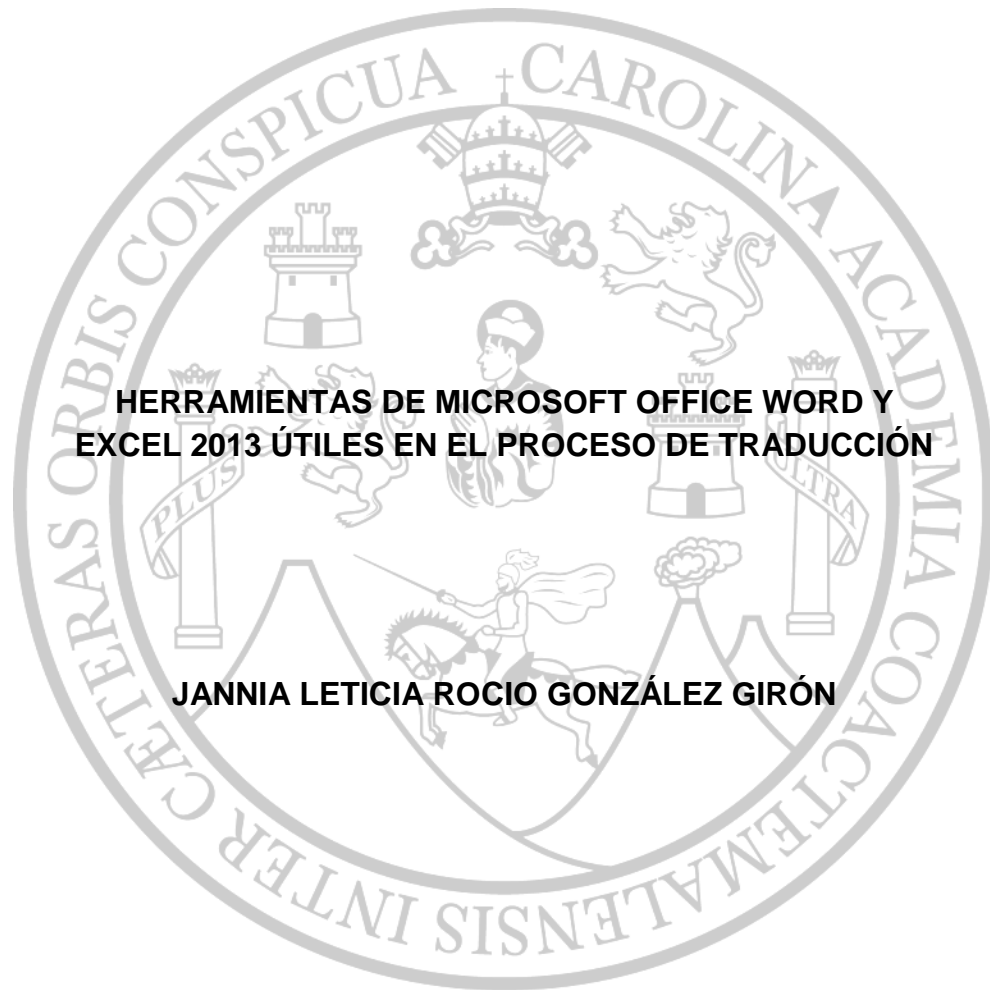 CAROLINA ACADEMIA COACTEMALENSIS INTER CÆTERAS ORBIS CONSPICUA
HERRAMIENTAS DE MICROSOFT OFFICE WORD Y
EXCEL 2013 ÚTILES EN EL PROCESO DE TRADUCCIÓN
PLUS
ULTRA
JANNIA LETICIA ROCIO GONZÁLEZ GIRÓN